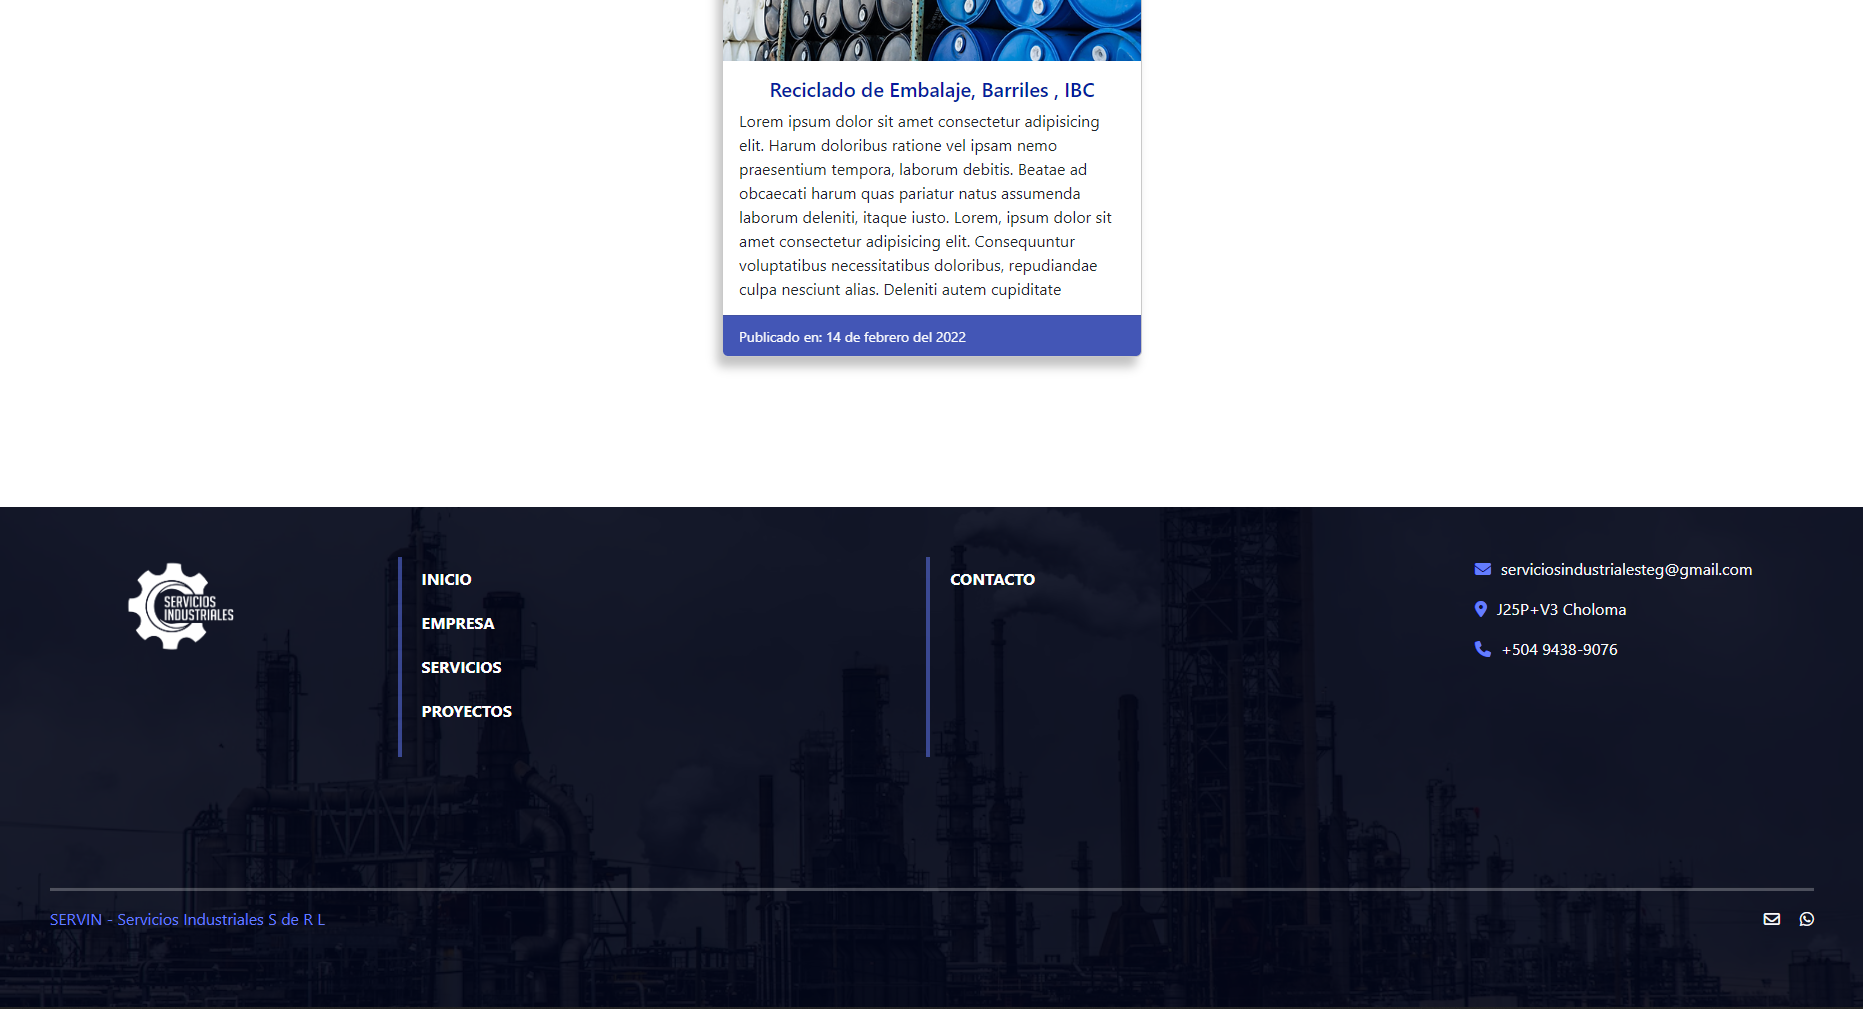 Reciclado de Embalaje, Barriles , IBC
Lorem ipsum dolor sit amet consectetur adipisicing
elit. Harum doloribus ratione vel ipsam nemo
praesentium tempora, laborum debitis. Beatae ad
obcaecati harum quas pariatur natus assumenda
laborum deleniti, itaque iusto. Lorem, ipsum dolor sit
amet consectetur adipisicing elit. Consequuntur
voluptatibus necessitatibus doloribus, repudiandae
culpa nesciunt alias. Deleniti autem cupiditate
Publicado en: 14 de febrero del 2022
SERVICIOS
INDUSTRIALES
INICIO
EMPRESA
SERVICIOS
PROYECTOS
CONTACTO
serviciosindustrialesteg@gmail.com
J25P+V3 Choloma
+504 9438-9076
SERVIN - Servicios Industriales S de R L